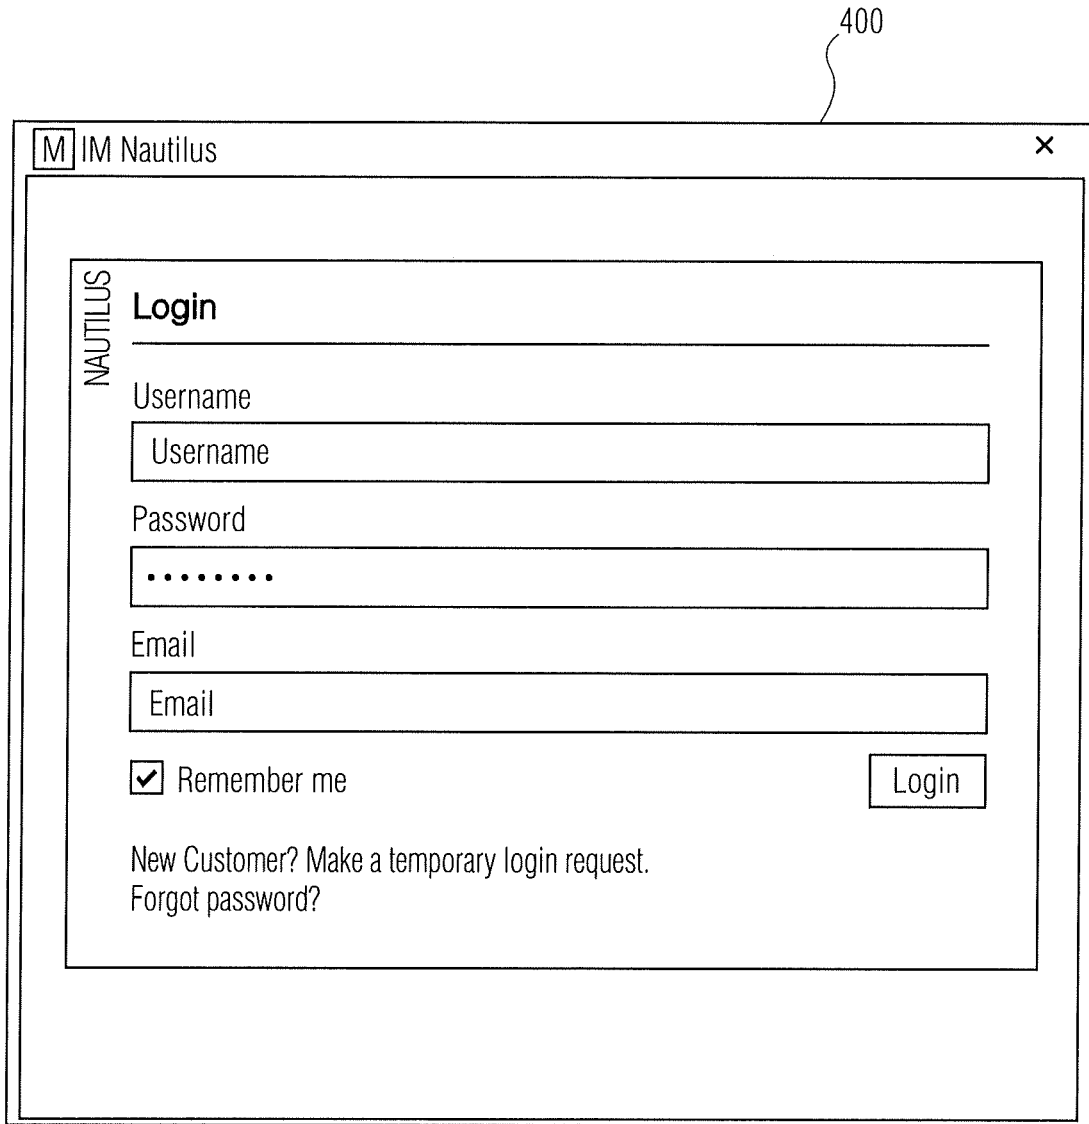 400
M IM Nautilus ×
NAUTILUS
Login
Username
Username
Password
••••••••
Email
Email
Remember me Login
New Customer? Make a temporary login request.
Forgot password?